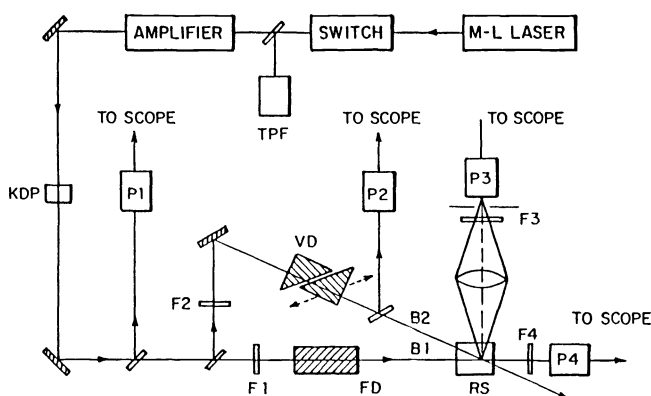 AMPLIFIER
SWITCH
M-L LASER
TPF
TO SCOPE
TO SCOPE
TO SCOPE
KDP
P1
P2
P3
F3
VD
F2
B2
B1
F4
TO SCOPE
P4
F1
FD
RS